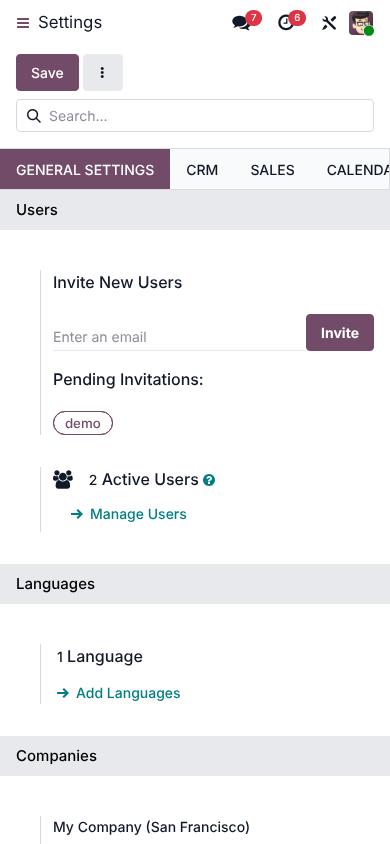 Settings
7
6
Save
Search...
GENERAL SETTINGS
CRM
SALES
CALENDA
Users
Invite New Users
Enter an email
Invite
Pending Invitations:
demo
2 Active Users ?
Manage Users
Languages
1 Language
Add Languages
Companies
My Company (San Francisco)